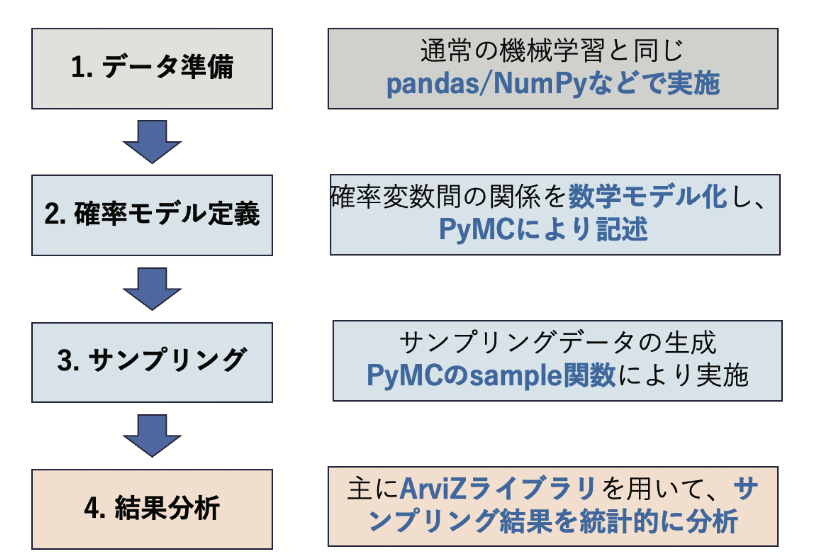 1. データ準備
通常の機械学習と同じ
pandas/NumPyなどで実施
2. 確率モデル定義
確率変数間の関係を数学モデル化し、
PyMCにより記述
3. サンプリング
サンプリングデータの生成
PyMCのsample関数により実施
4. 結果分析
主にArviZライブラリを用いて、サ
ンプリング結果を統計的に分析